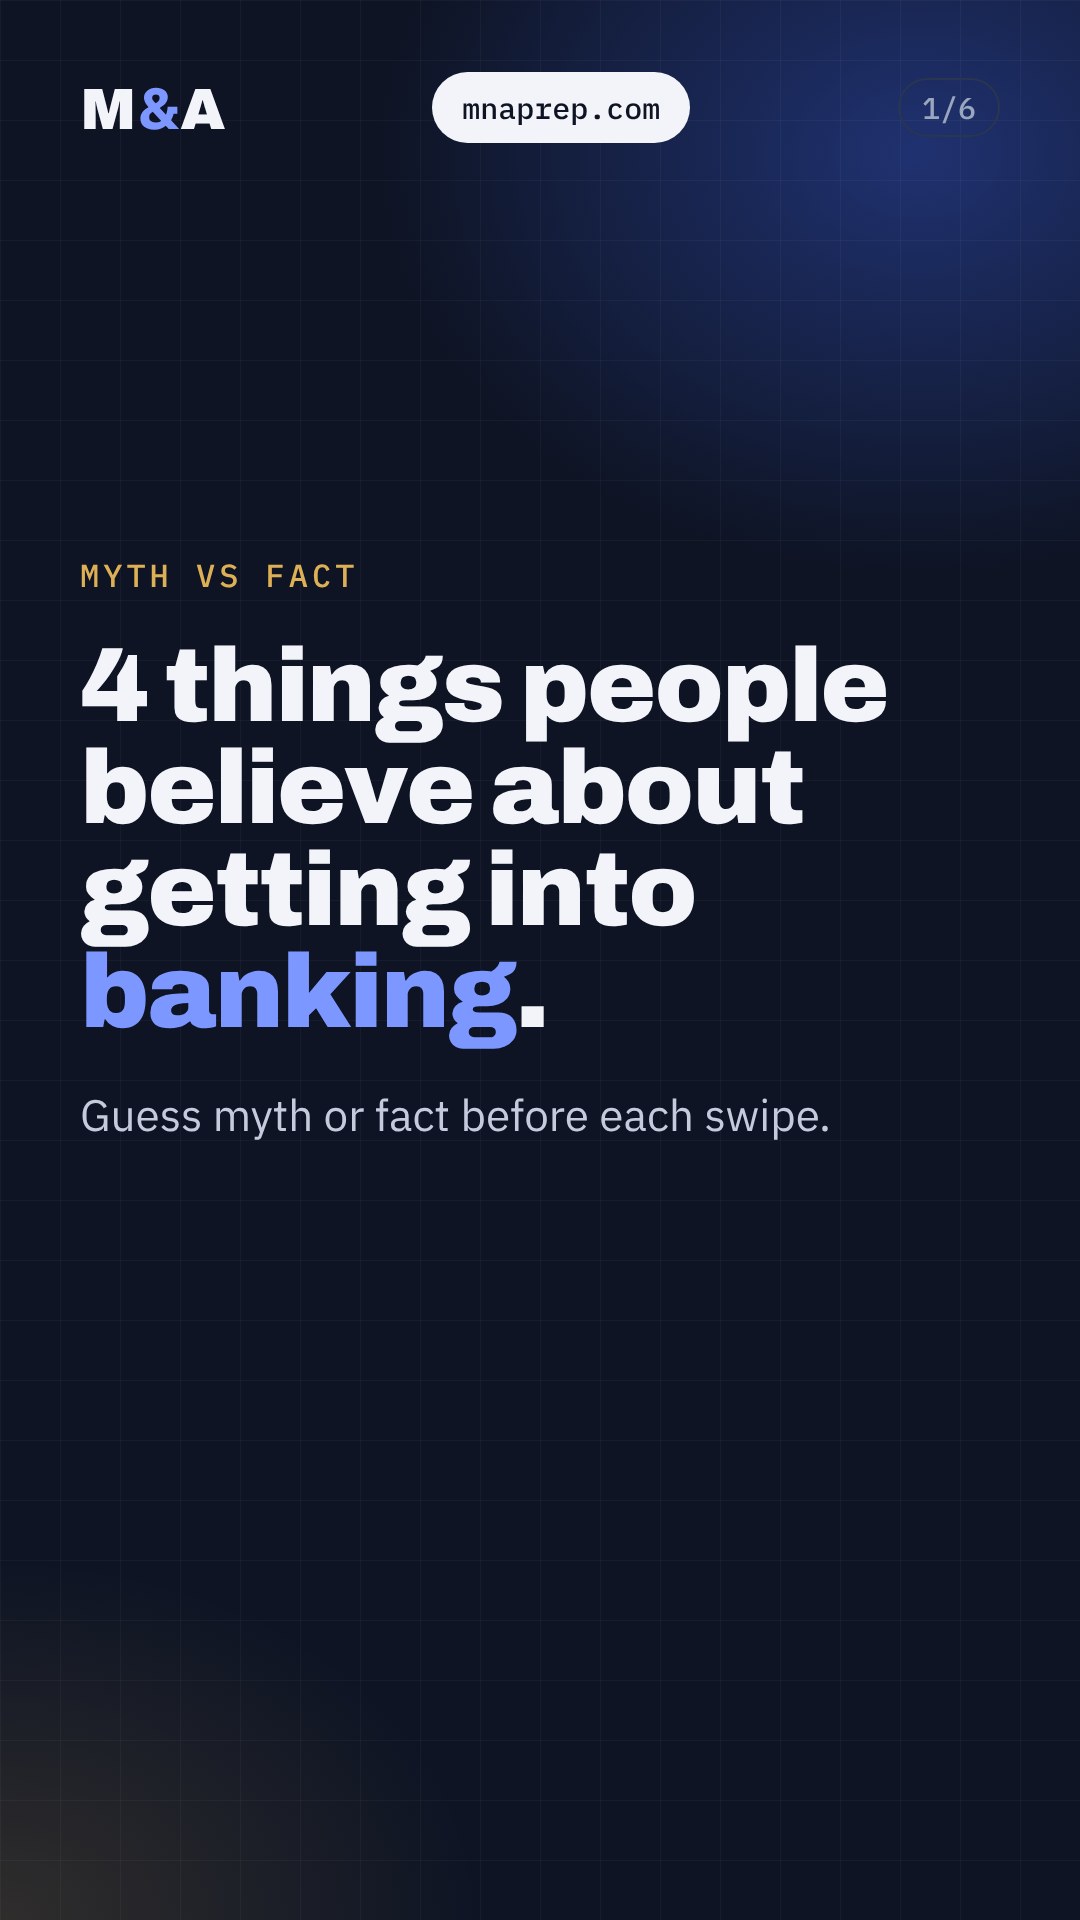 M&A
mnaprep.com
1/6
MYTH VS FACT
4 things people
believe about
getting into
banking.
Guess myth or fact before each swipe.